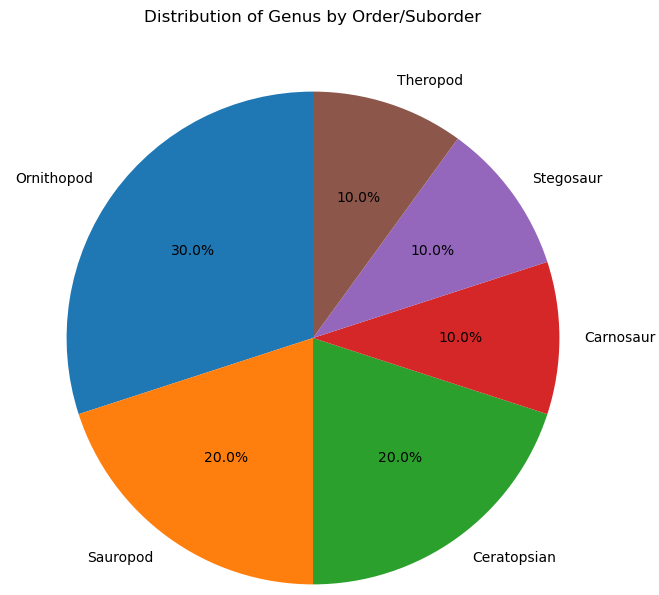 Distribution of Genus by Order/Suborder
Theropod
Ornithopod
Stegosaur
10.0%
30.0%
10.0%
10.0%
Carnosaur
20.0%
20.0%
Sauropod
Ceratopsian